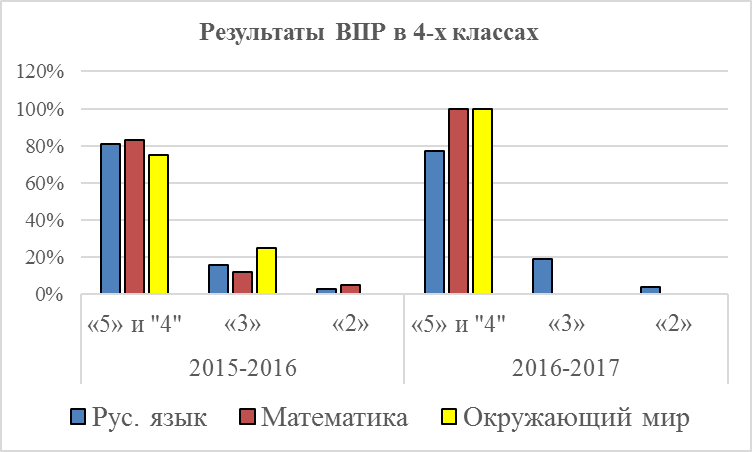 Результаты ВПР в 4-х классах
120%
100%
80%
60%
40%
20%
0%
«5» и "4" «3» «2» «5» и "4" «3» «2»
2015-2016 2016-2017
Рус. язык Математика Окружающий мир